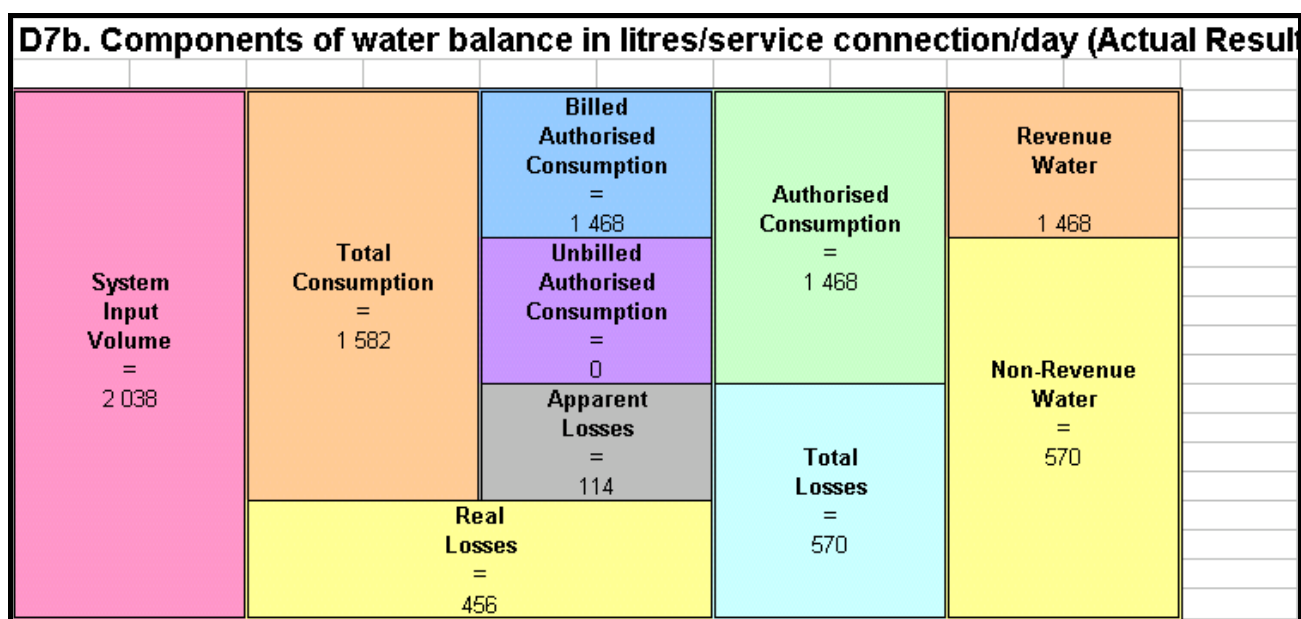 D7b. Components of water balance in litres/service connection/day (Actual Result
System
Input
Volume
=
2 038
Total
Consumption
=
1 582
Billed
Authorised
Consumption
=
1 468
Unbilled
Authorised
Consumption
=
0
Apparent
Losses
=
114
Real
Losses
=
456
Authorised
Consumption
=
1 468
Total
Losses
=
570
Revenue
Water
1 468
Non-Revenue
Water
=
570